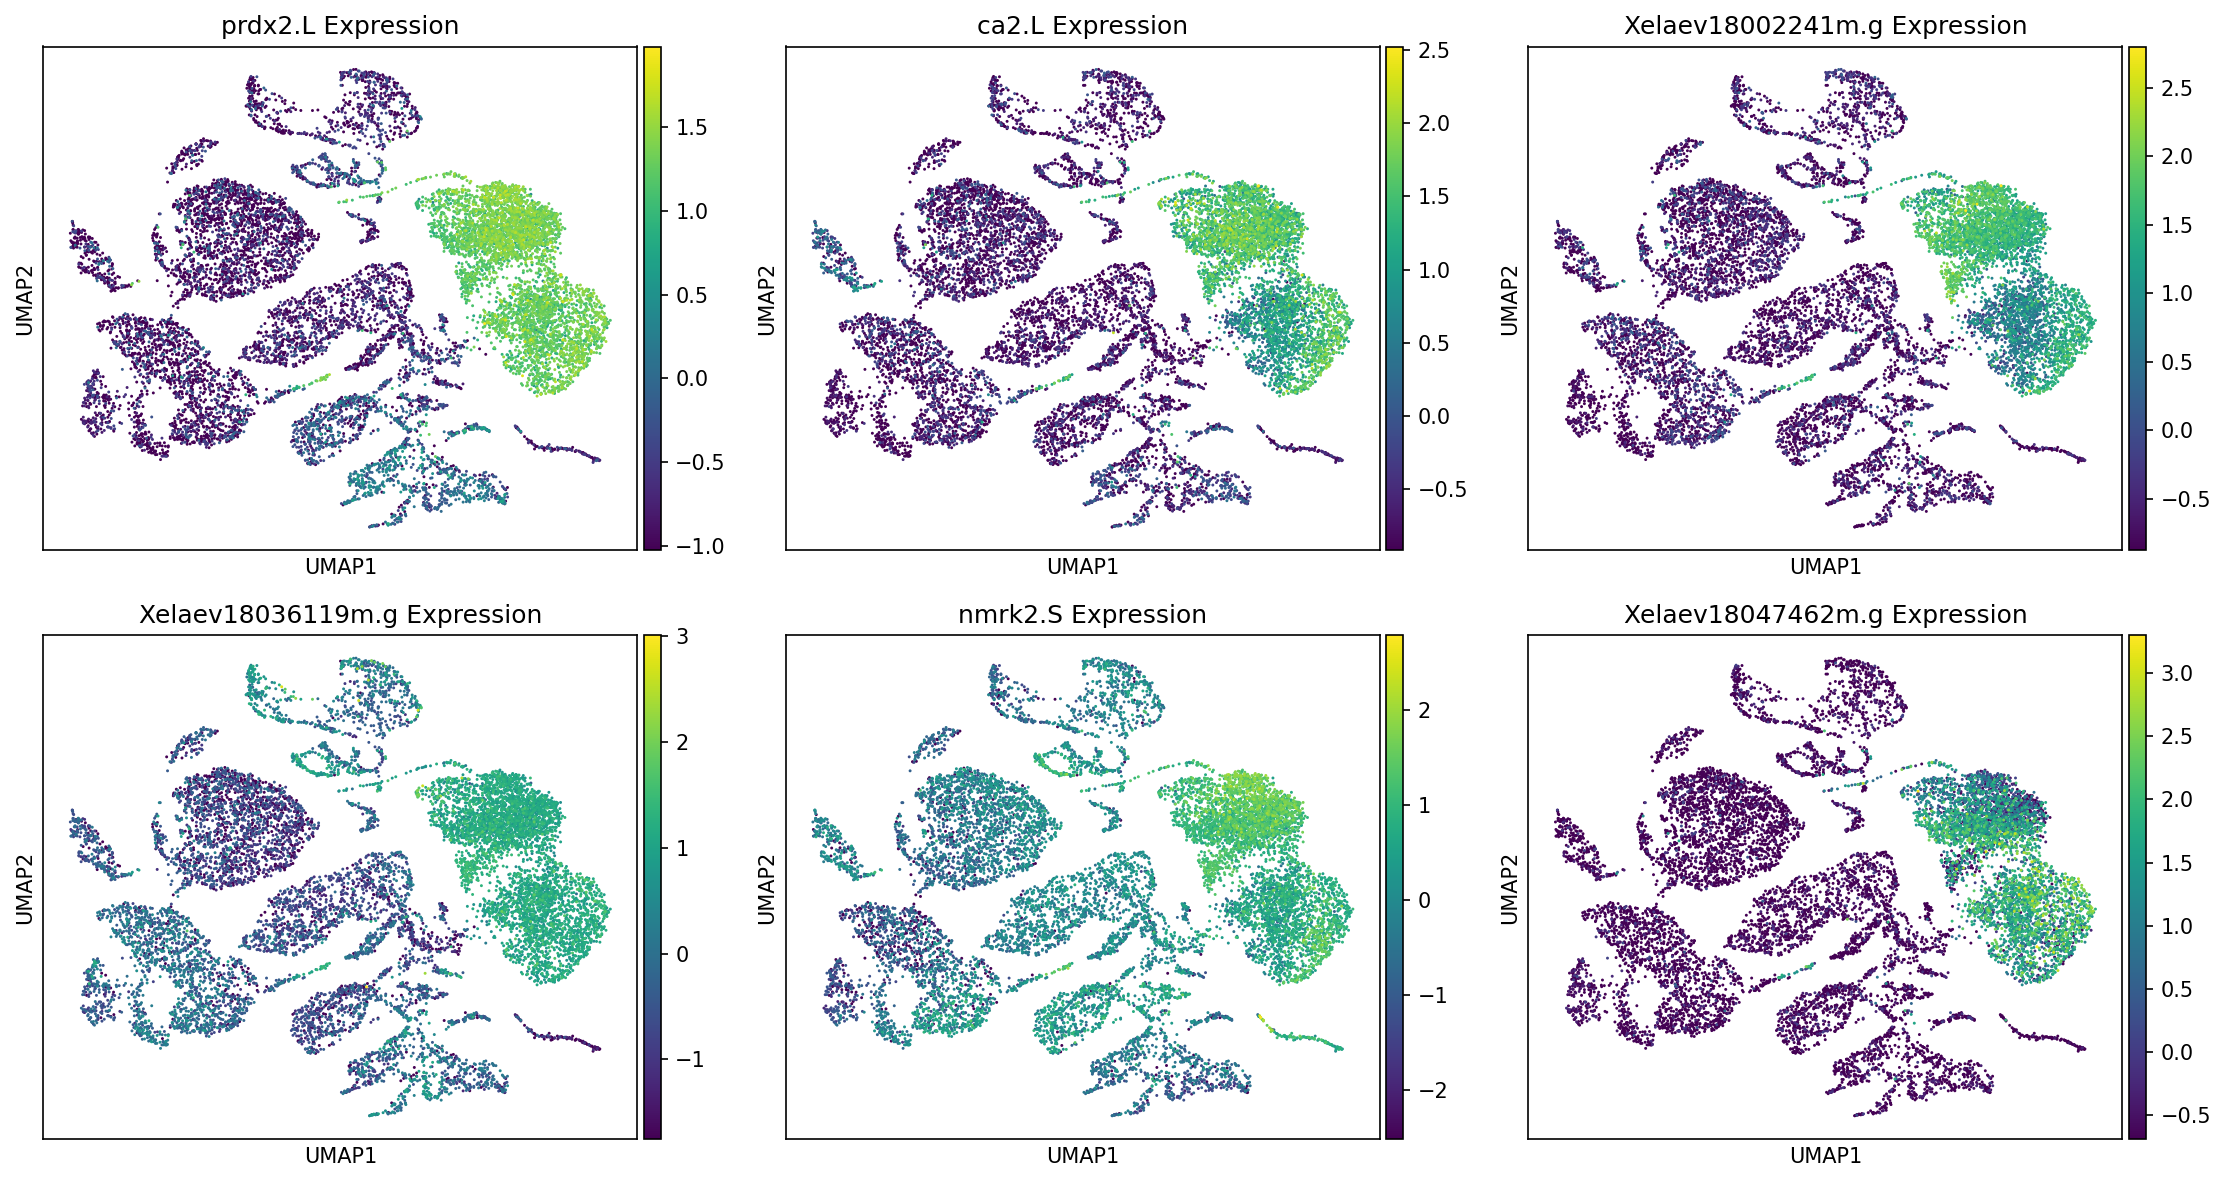 prdx2.L Expression
ca2.L Expression
Xelaev18002241m.g Expression
UMAP2
UMAP1
1.5
1.0
0.5
0.0
−0.5
−1.0
UMAP2
UMAP1
2.5
2.0
1.5
1.0
0.5
0.0
−0.5
UMAP2
UMAP1
2.5
2.0
1.5
1.0
0.5
0.0
−0.5
Xelaev18036119m.g Expression
nmrk2.S Expression
Xelaev18047462m.g Expression
UMAP2
UMAP1
3
2
1
0
−1
UMAP2
UMAP1
2
1
0
−1
−2
UMAP2
UMAP1
3.0
2.5
2.0
1.5
1.0
0.5
0.0
−0.5